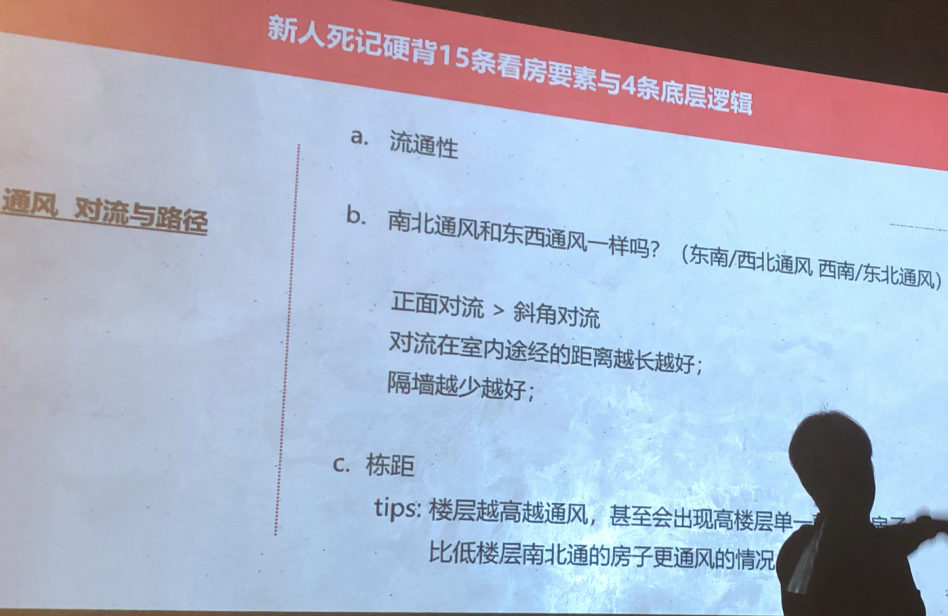 新人死记硬背15条看房要素与4条底层逻辑
通风 对流与路径
a. 流通性
b. 南北通风和东西通风一样吗？（东南/西北通风 西南/东北通风）
正面对流 > 斜角对流
对流在室内途经的距离越长越好；
隔墙越少越好；
c. 栋距
tips: 楼层越高越通风，甚至会出现高楼层单一
比低楼层南北通的房子更通风的情况